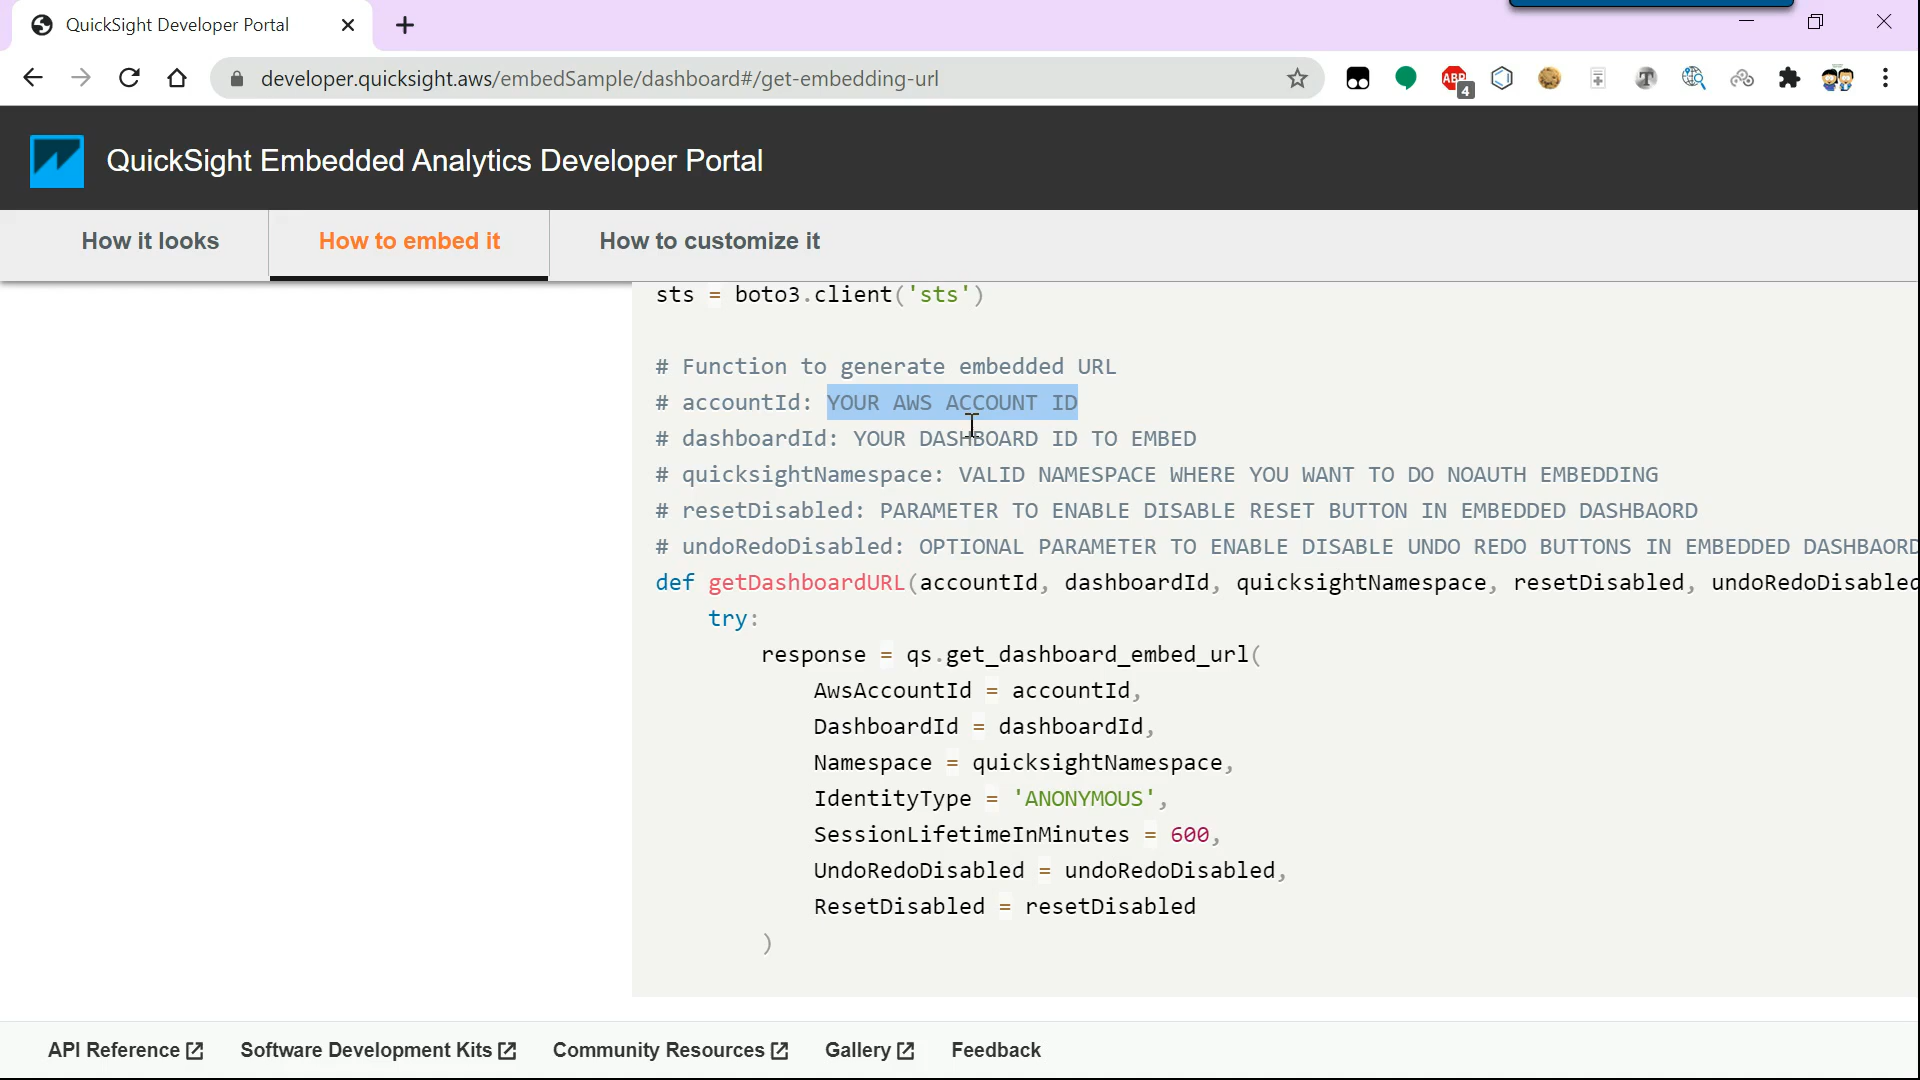 QuickSight Developer Portal
developer.quicksight.aws/embedSample/dashboard#/get-embedding-url
ABP
4
T
QuickSight Embedded Analytics Developer Portal
How it looks
How to embed it
How to customize it
sts = boto3.client('sts')
# Function to generate embedded URL
# accountId: YOUR AWS ACCOUNT ID
# dashboardId: YOUR DASHBOARD ID TO EMBED
# quicksightNamespace: VALID NAMESPACE WHERE YOU WANT TO DO NOAUTH EMBEDDING
# resetDisabled: PARAMETER TO ENABLE DISABLE RESET BUTTON IN EMBEDDED DASHBAORD
# undoRedoDisabled: OPTIONAL PARAMETER TO ENABLE DISABLE UNDO REDO BUTTONS IN EMBEDDED DASHBAORD
def getDashboardURL(accountId, dashboardId, quicksightNamespace, resetDisabled, undoRedoDisabled
try:
response = qs.get_dashboard_embed_url(
AwsAccountId = accountId,
DashboardId = dashboardId,
Namespace = quicksightNamespace,
IdentityType = 'ANONYMOUS',
SessionLifetimeInMinutes = 600,
UndoRedoDisabled = undoRedoDisabled,
ResetDisabled = resetDisabled
)
API Reference
Software Development Kits
Community Resources
Gallery
Feedback